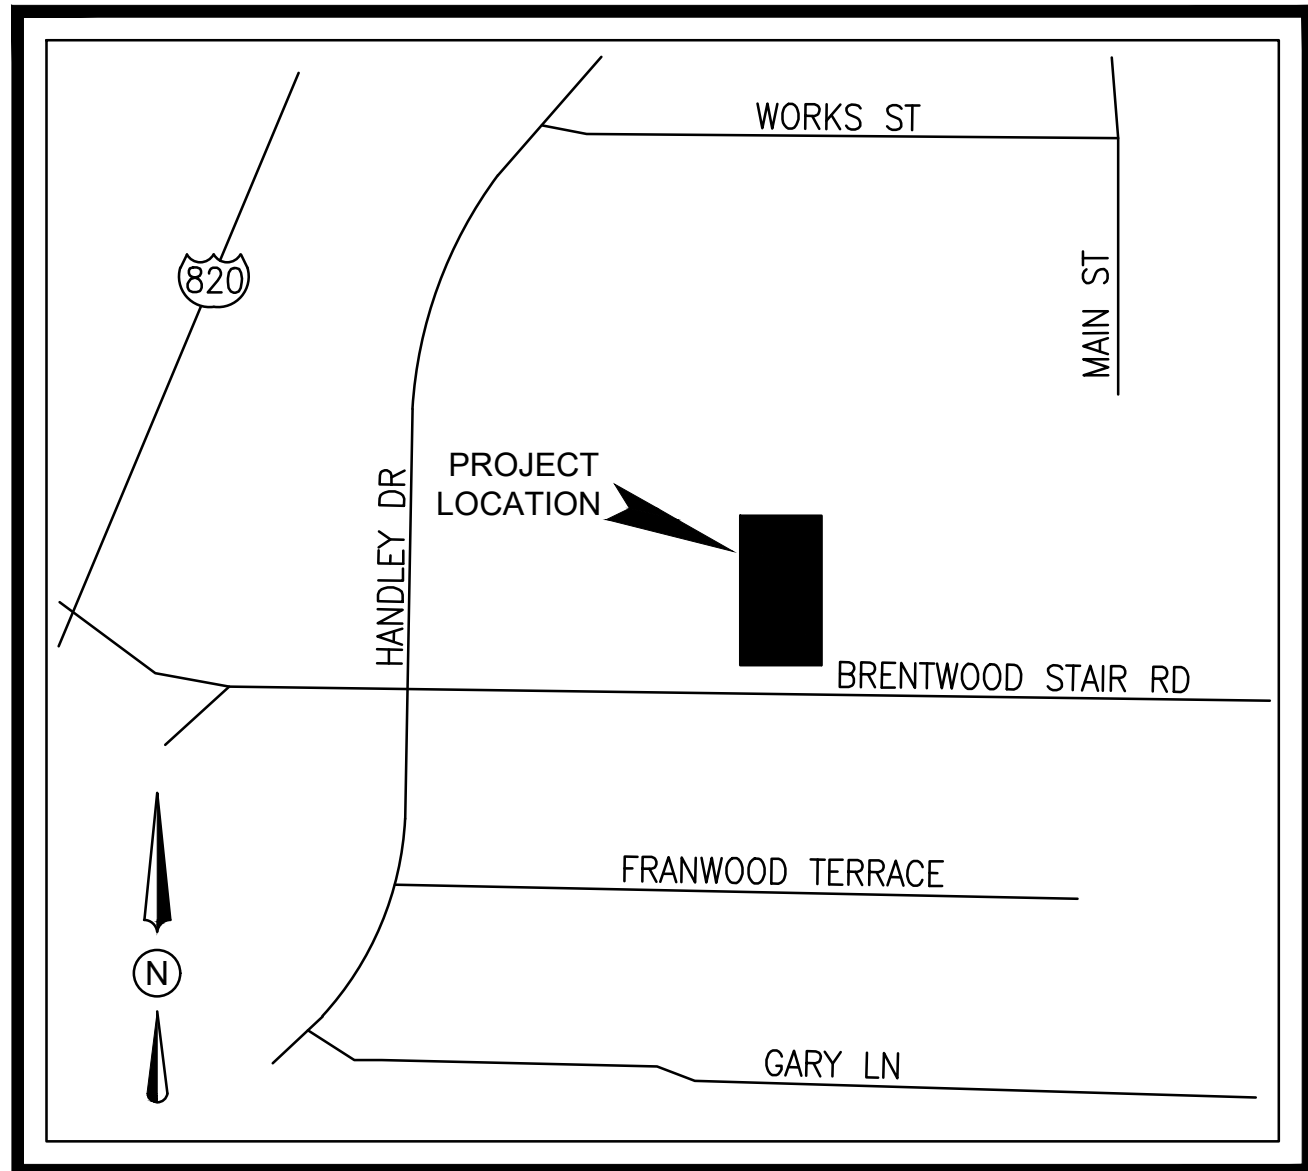 WORKS ST
820
MAIN ST
PROJECT
LOCATION
HANDLEY DR
BRENTWOOD STAIR RD
FRANWOOD TERRACE
N
GARY LN